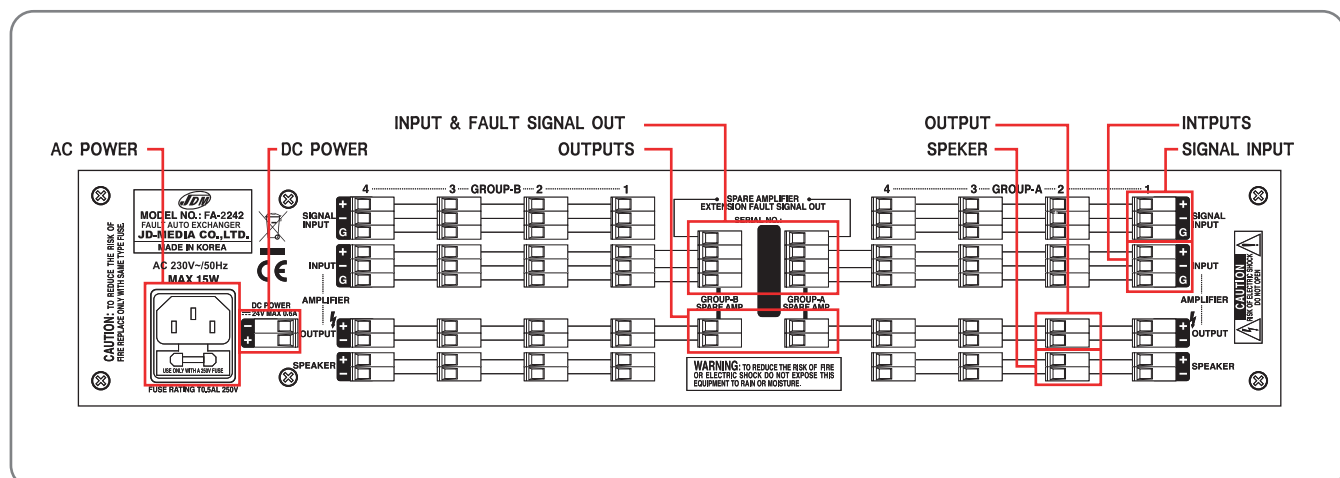 INPUT & FAULT SIGNAL OUT
OUTPUT
INTPUTS
AC POWER
DC POWER
OUTPUTS
SPEKER
SIGNAL INPUT
JDM
MODEL NO.: FA-2242
FAULT AUTO EXCHANGER
JD-MEDIA CO.,LTD.
MADE IN KOREA
AC 230V~/50Hz
MAX 15W
CAUTION: TO REDUCE THE RISK OF
FIRE REPLACE ONLY WITH SAME TYPE FUSE.
USE ONLY WITH A 250V FUSE
FUSE RATING T0,5AL 250V
DC POWER
24V MAX 0.6A
−
+
CE
4 3 GROUP-B 2 1
SIGNAL
INPUT
+
−
G
INPUT
+
−
G
AMPLIFIER
OUTPUT
+
−
SPEAKER
+
−
SPARE AMPLIFIER
EXTENSION FAULT SIGNAL OUT
SERIAL NO.:
GROUP-B
SPARE AMP
GROUP-A
SPARE AMP
WARNING: TO REDUCE THE RISK OF FIRE
OR ELECTRIC SHOCK DO NOT EXPOSE THIS
EQUIPMENT TO RAIN OR MOISTURE.
4 3 GROUP-A 2 1
+
−
G
SIGNAL
INPUT
+
−
G
INPUT
AMPLIFIER
+
−
OUTPUT
+
−
SPEAKER
CAUTION
RISK OF ELECTRIC SHOCK
DO NOT OPEN